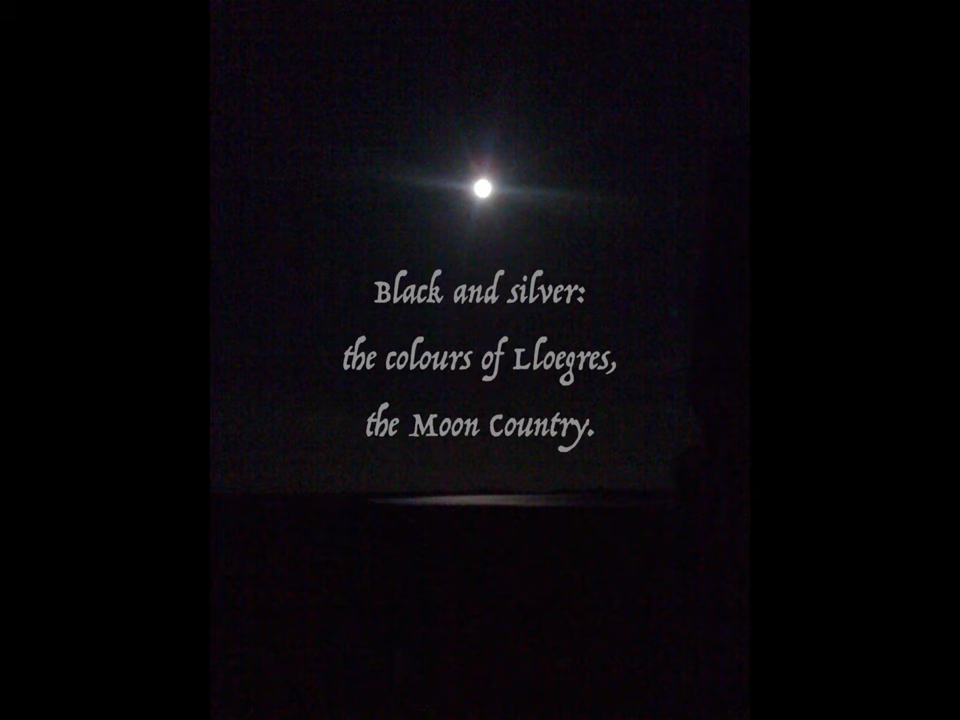 Black and silver:
the colours of Lloegres,
the Moon Country.